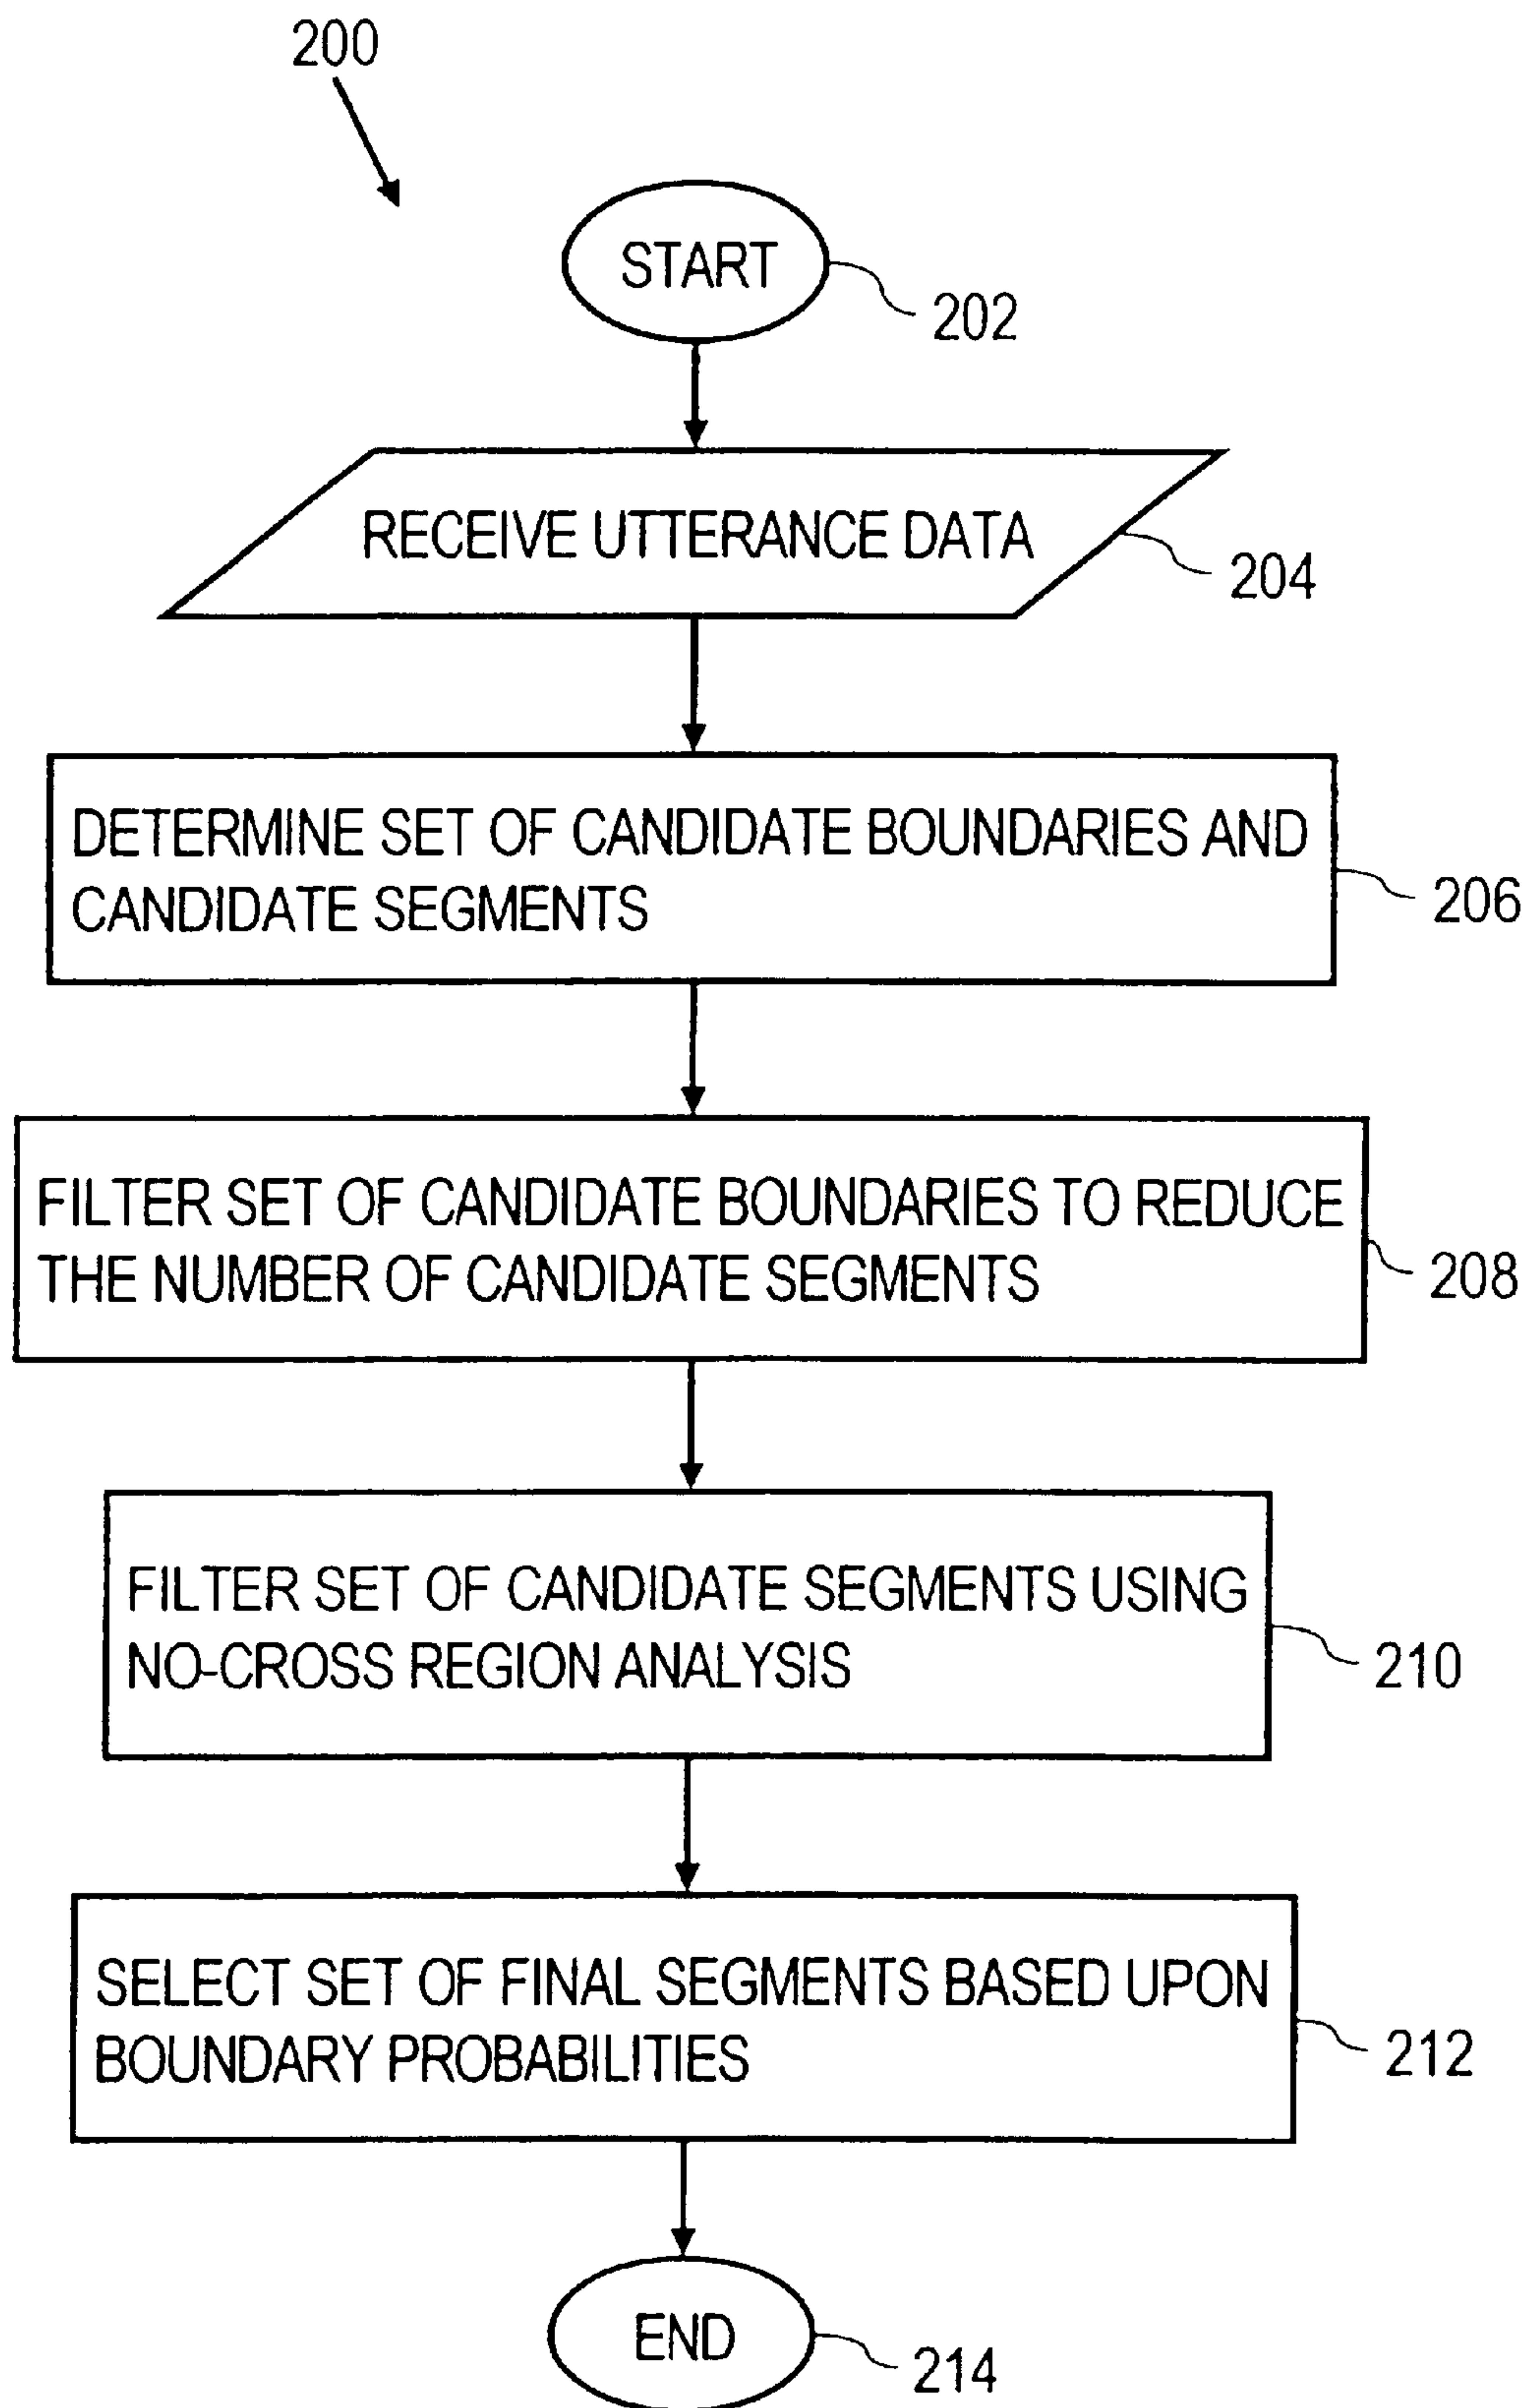 200
START
202
RECEIVE UTTERANCE DATA
204
DETERMINE SET OF CANDIDATE BOUNDARIES AND
CANDIDATE SEGMENTS
206
FILTER SET OF CANDIDATE BOUNDARIES TO REDUCE
THE NUMBER OF CANDIDATE SEGMENTS
208
FILTER SET OF CANDIDATE SEGMENTS USING
NO-CROSS REGION ANALYSIS
210
SELECT SET OF FINAL SEGMENTS BASED UPON
BOUNDARY PROBABILITIES
212
END
214